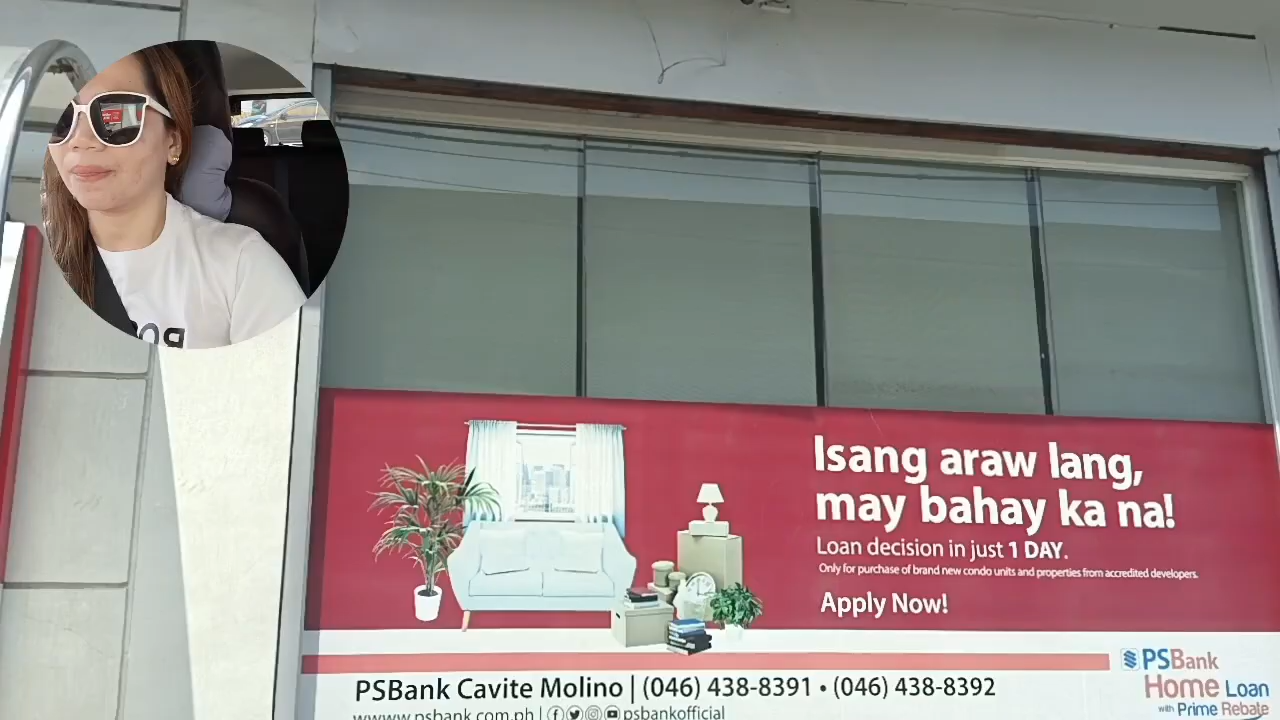 Isang araw lang,
may bahay ka na!
Loan decision in just 1 DAY.
Only for purchase of brand new condo units and properties from accredited developers.
Apply Now!
PSBank
Home Loan
with Prime Rebate
PSBank Cavite Molino | (046) 438-8391 • (046) 438-8392
www.psbank.com.ph | psbankofficial